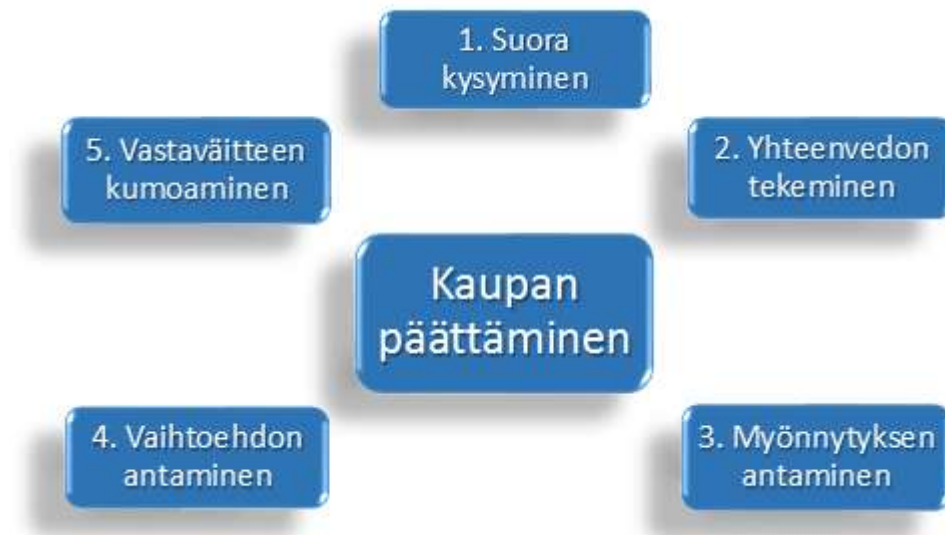 1. Suora
kysyminen
2. Yhteenvedon
tekeminen
3. Myönnytyksen
antaminen
4. Vaihtoehdon
antaminen
5. Vastaväitteen
kumoaminen
Kaupan
päättäminen